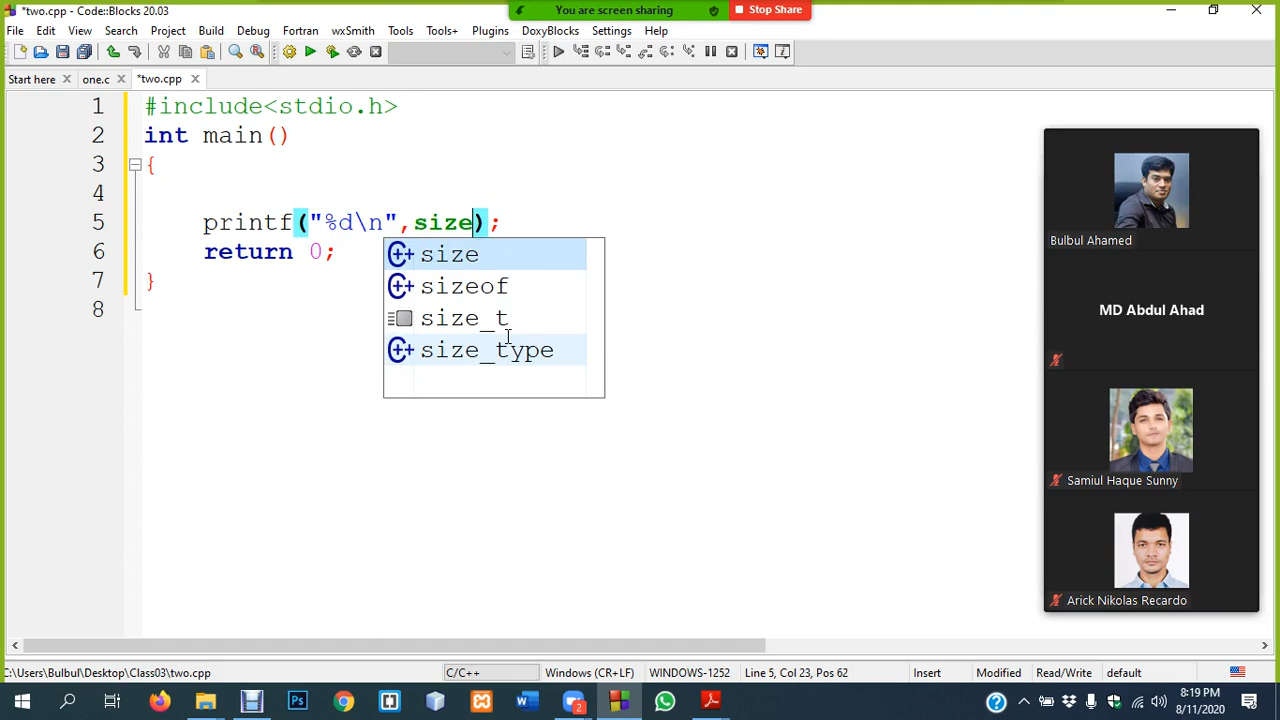 *two.cpp - Code::Blocks 20.03
You are screen sharing
Stop Share
File Edit View Search Project Build Debug Fortran wxSmith Tools Tools+ Plugins DoxyBlocks Settings Help
Start here
one.c
*two.cpp
1 #include<stdio.h>
2 int main()
3 {
4
5 printf("%d\n",size);
6 return 0;
7 }
8
size
sizeof
size_t
size_type
Bulbul Ahamed
MD Abdul Ahad
Samiul Haque Sunny
Arick Nikolas Recardo
C:\Users\Bulbul\Desktop\Class03\two.cpp C/C++ Windows (CR+LF) WINDOWS-1252 Line 5, Col 23, Pos 62 Insert Modified Read/Write default
Ps
2
8:19 PM
8/11/2020